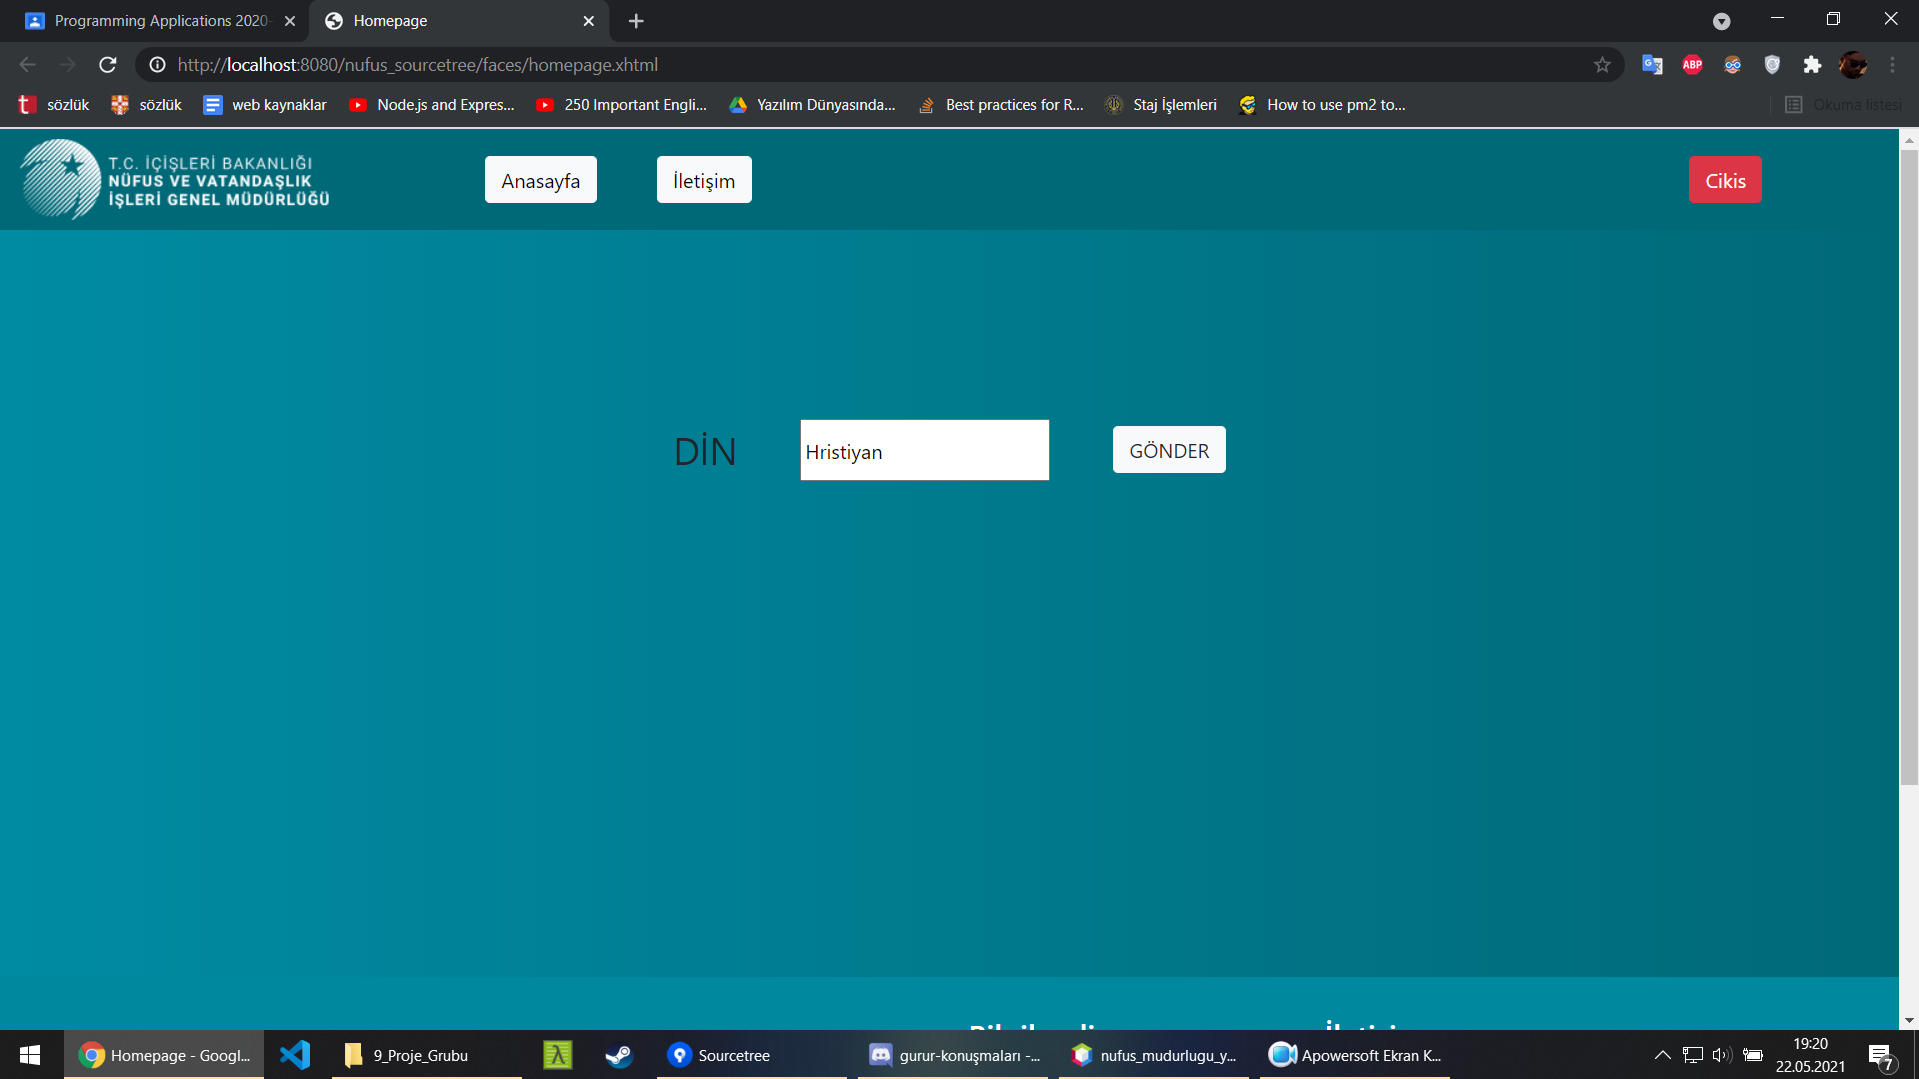 Programming Applications 2020-
Homepage
http://localhost:8080/nufus_sourcetree/faces/homepage.xhtml
ABP
sözlük
sözlük
web kaynaklar
Node.js and Expres...
250 Important Engli...
Yazılım Dünyasında...
Best practices for R...
Staj İşlemleri
How to use pm2 to...
Okuma listesi
T.C. İÇİŞLERİ BAKANLIĞI
NÜFUS VE VATANDAŞLIK
İŞLERİ GENEL MÜDÜRLÜĞÜ
Anasayfa
İletişim
Cikis
DİN
Hristiyan
GÖNDER
Homepage - Googl...
9_Proje_Grubu
Sourcetree
gurur-konuşmaları -...
nufus_mudurlugu_y...
Apowersoft Ekran K...
19:20
22.05.2021
7